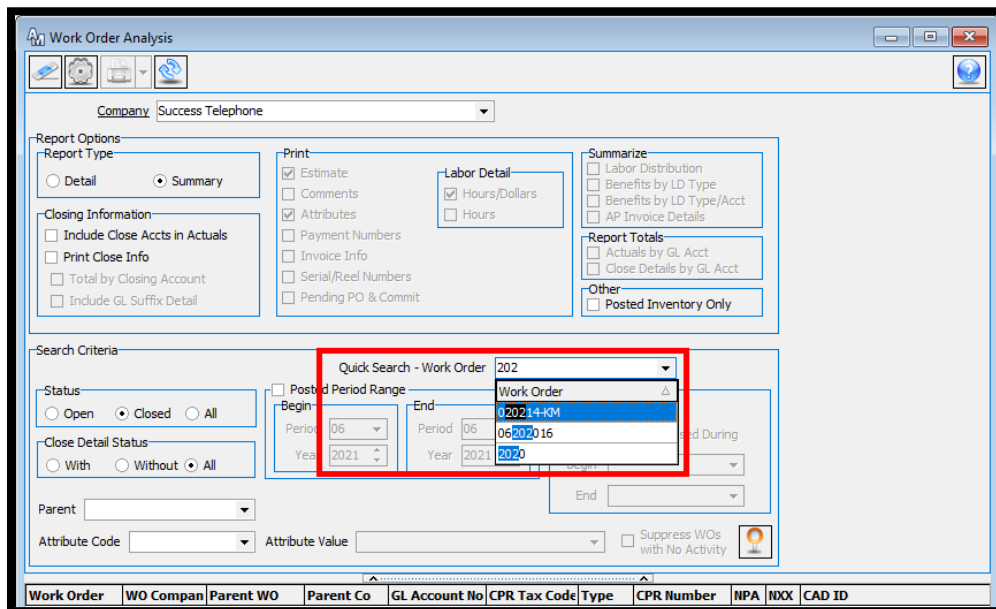 Work Order Analysis
Company Success Telephone
Report Options
Report Type
Detail Summary
Closing Information
Include Close Accts in Actuals
Print Close Info
Total by Closing Account
Include GL Suffix Detail
Print
Estimate
Comments
Attributes
Payment Numbers
Invoice Info
Serial/Reel Numbers
Pending PO & Commit
Labor Detail
Hours/Dollars
Hours
Summarize
Labor Distribution
Benefits by LD Type
Benefits by LD Type/Acct
AP Invoice Details
Report Totals
Actuals by GL Acct
Close Details by GL Acct
Other
Posted Inventory Only
Search Criteria
Quick Search - Work Order 202
Work Order
020214-KM
06202016
2020
Status
Open Closed All
Close Detail Status
With Without All
Posted Period Range
Begin
Period 06
Year 2021
End
Period 06
Year 2021
During
End
Parent
Attribute Code Attribute Value
Suppress WOs
with No Activity
Work Order WO Compan Parent WO Parent Co GL Account No CPR Tax Code Type CPR Number NPA NXX CAD ID